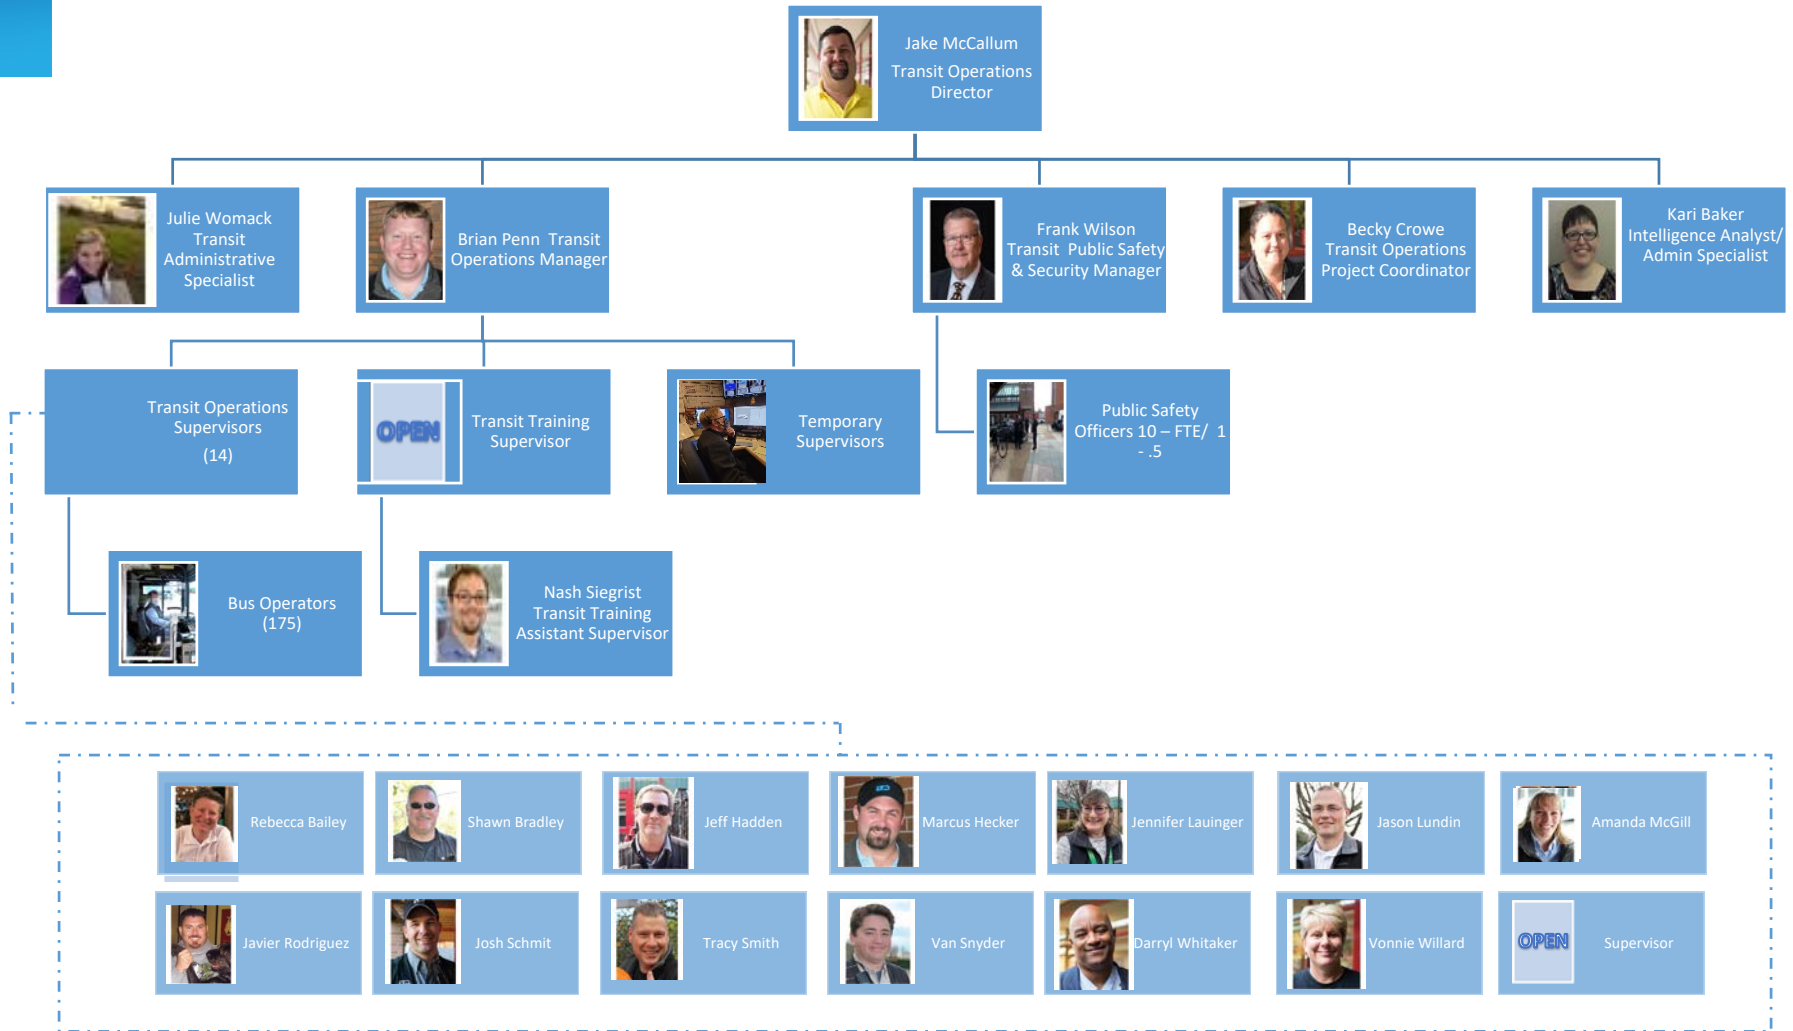 Jake McCallum
Transit Operations
Director
Julie Womack
Transit
Administrative
Specialist
Brian Penn  Transit
Operations Manager
Frank Wilson
Transit  Public Safety
& Security Manager
Becky Crowe
Transit Operations
Project Coordinator
Kari Baker
Intelligence Analyst/
Admin Specialist
Transit Operations
Supervisors
(14)
OPEN
Transit Training
Supervisor
Temporary
Supervisors
Public Safety
Officers 10 – FTE/  1
- .5
Bus Operators
(175)
Nash Siegrist
Transit Training
Assistant Supervisor
Rebecca Bailey
Shawn Bradley
Jeff Hadden
Marcus Hecker
Jennifer Lauinger
Jason Lundin
Amanda McGill
Javier Rodriguez
Josh Schmit
Tracy Smith
Van Snyder
Darryl Whitaker
Vonnie Willard
OPEN
Supervisor